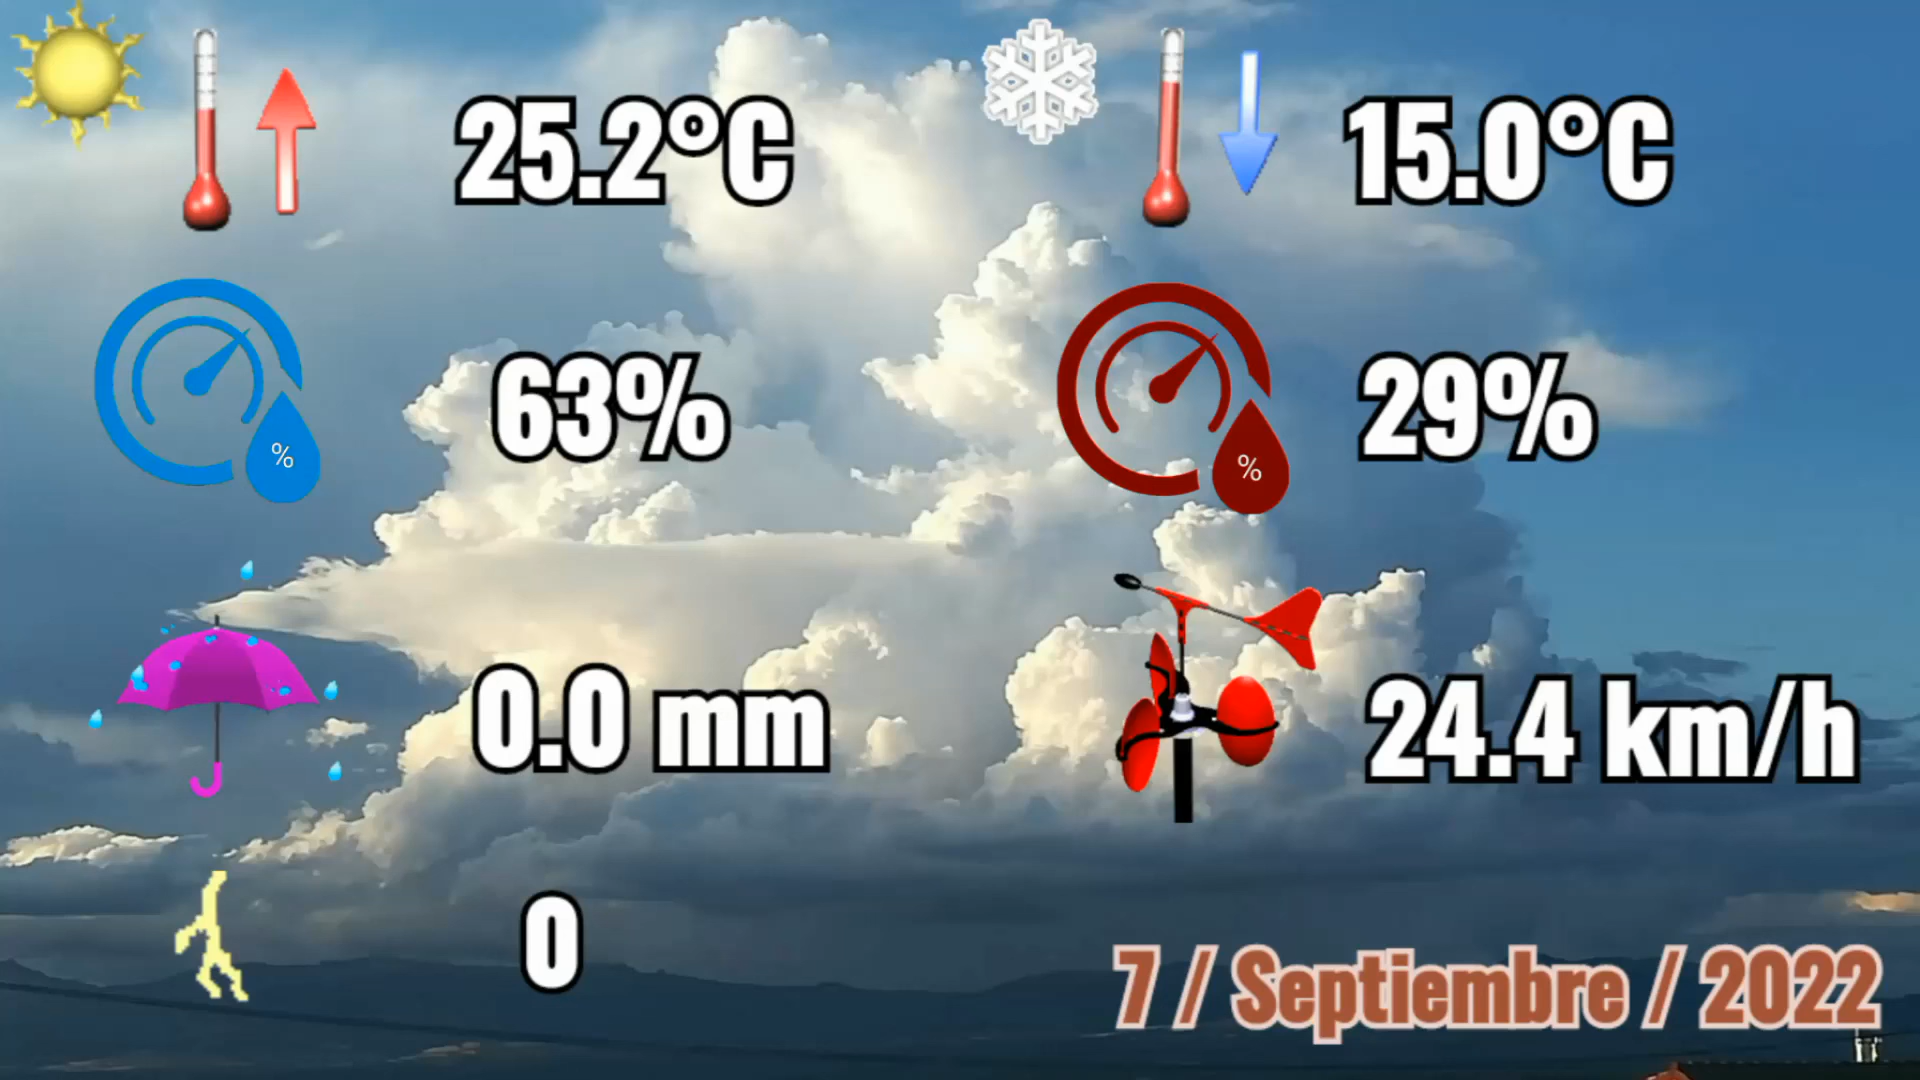 25.2°C
15.0°C
63%
29%
%
%
0.0 mm
24.4 km/h
0
7 / Septiembre / 2022